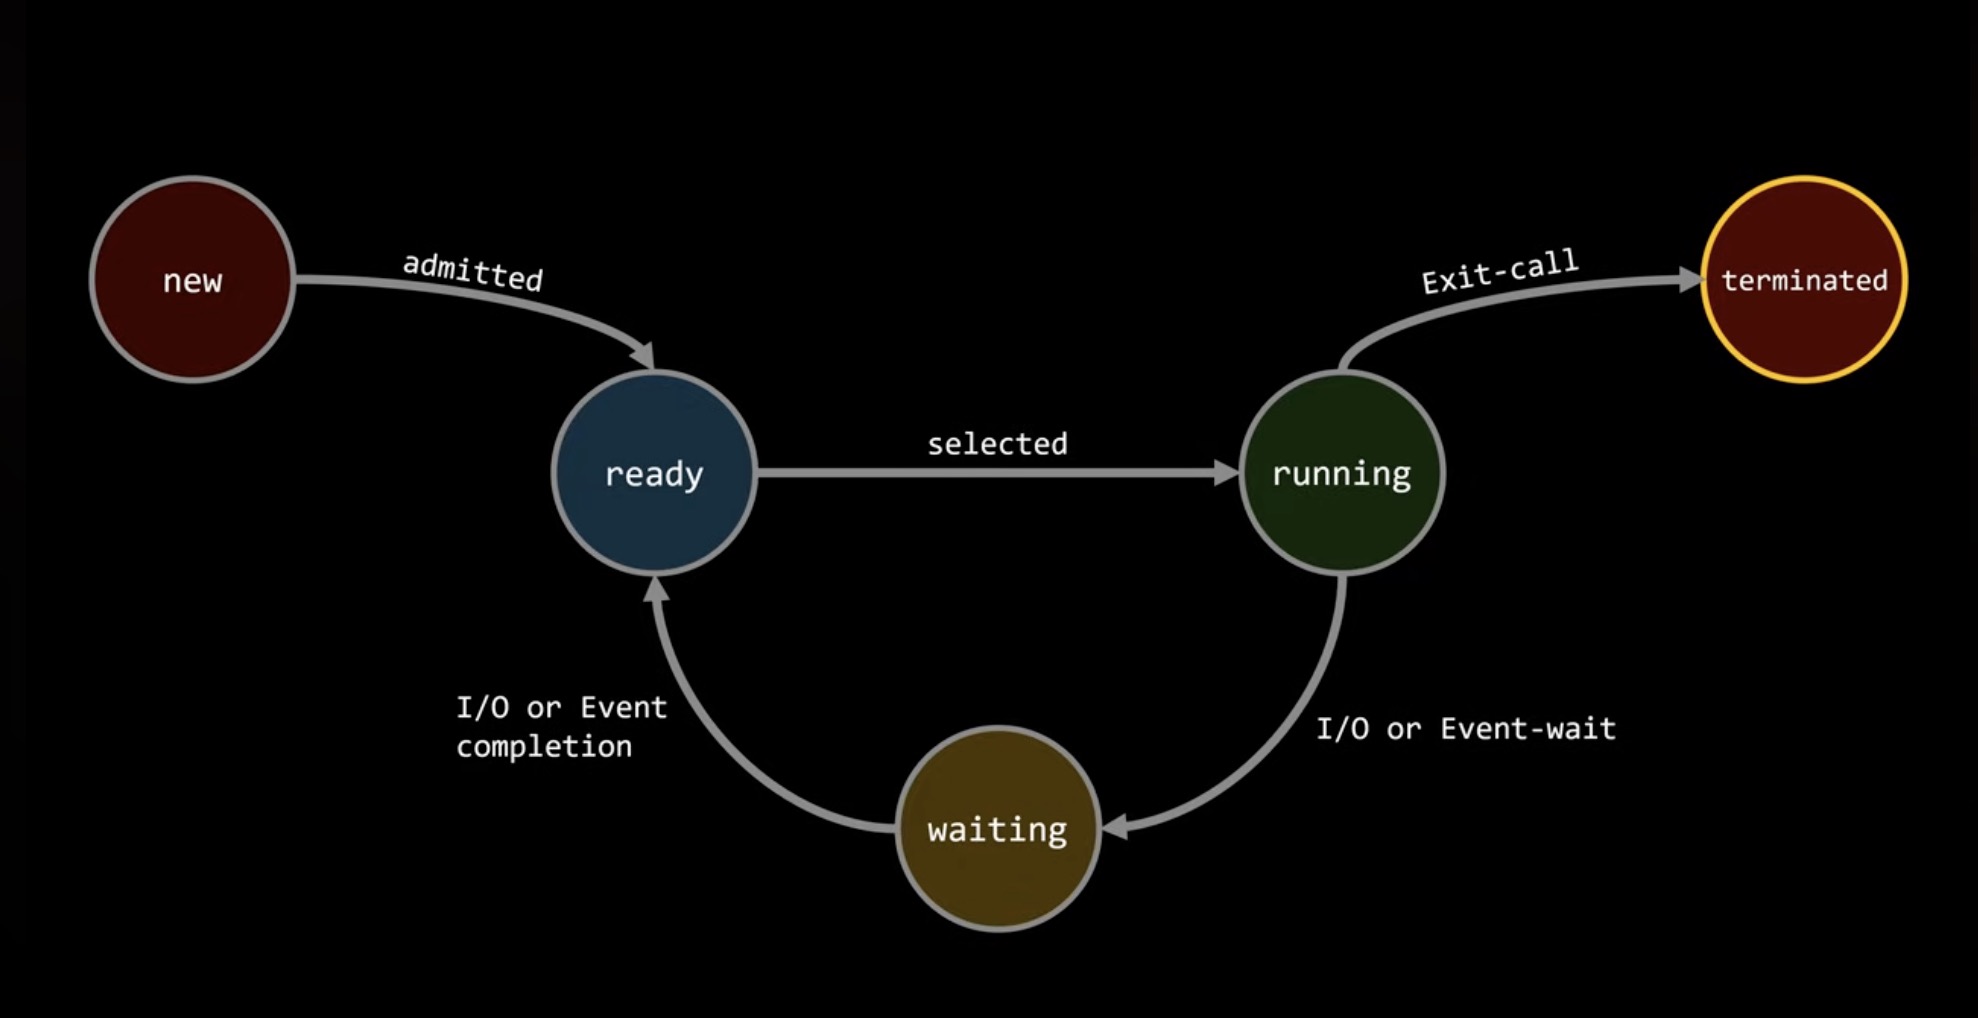 new
admitted
ready
selected
running
Exit-call
terminated
I/O or Event-wait
waiting
I/O or Event
completion